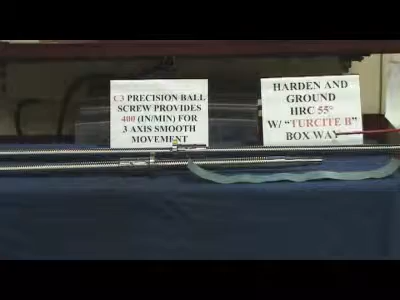 C3 PRECISION BALL
SCREW PROVIDES
400 (IN/MIN) FOR
3 AXIS SMOOTH
MOVEMENT
HARDEN AND
GROUND
HRC 55°
W/ “TURCITE B”
BOX WAY